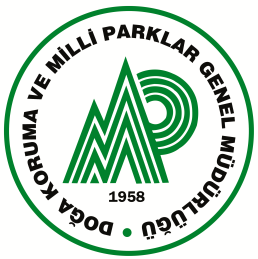 DOĞA KORUMA VE MİLLİ PARKLAR GENEL MÜDÜRLÜĞÜ
1958